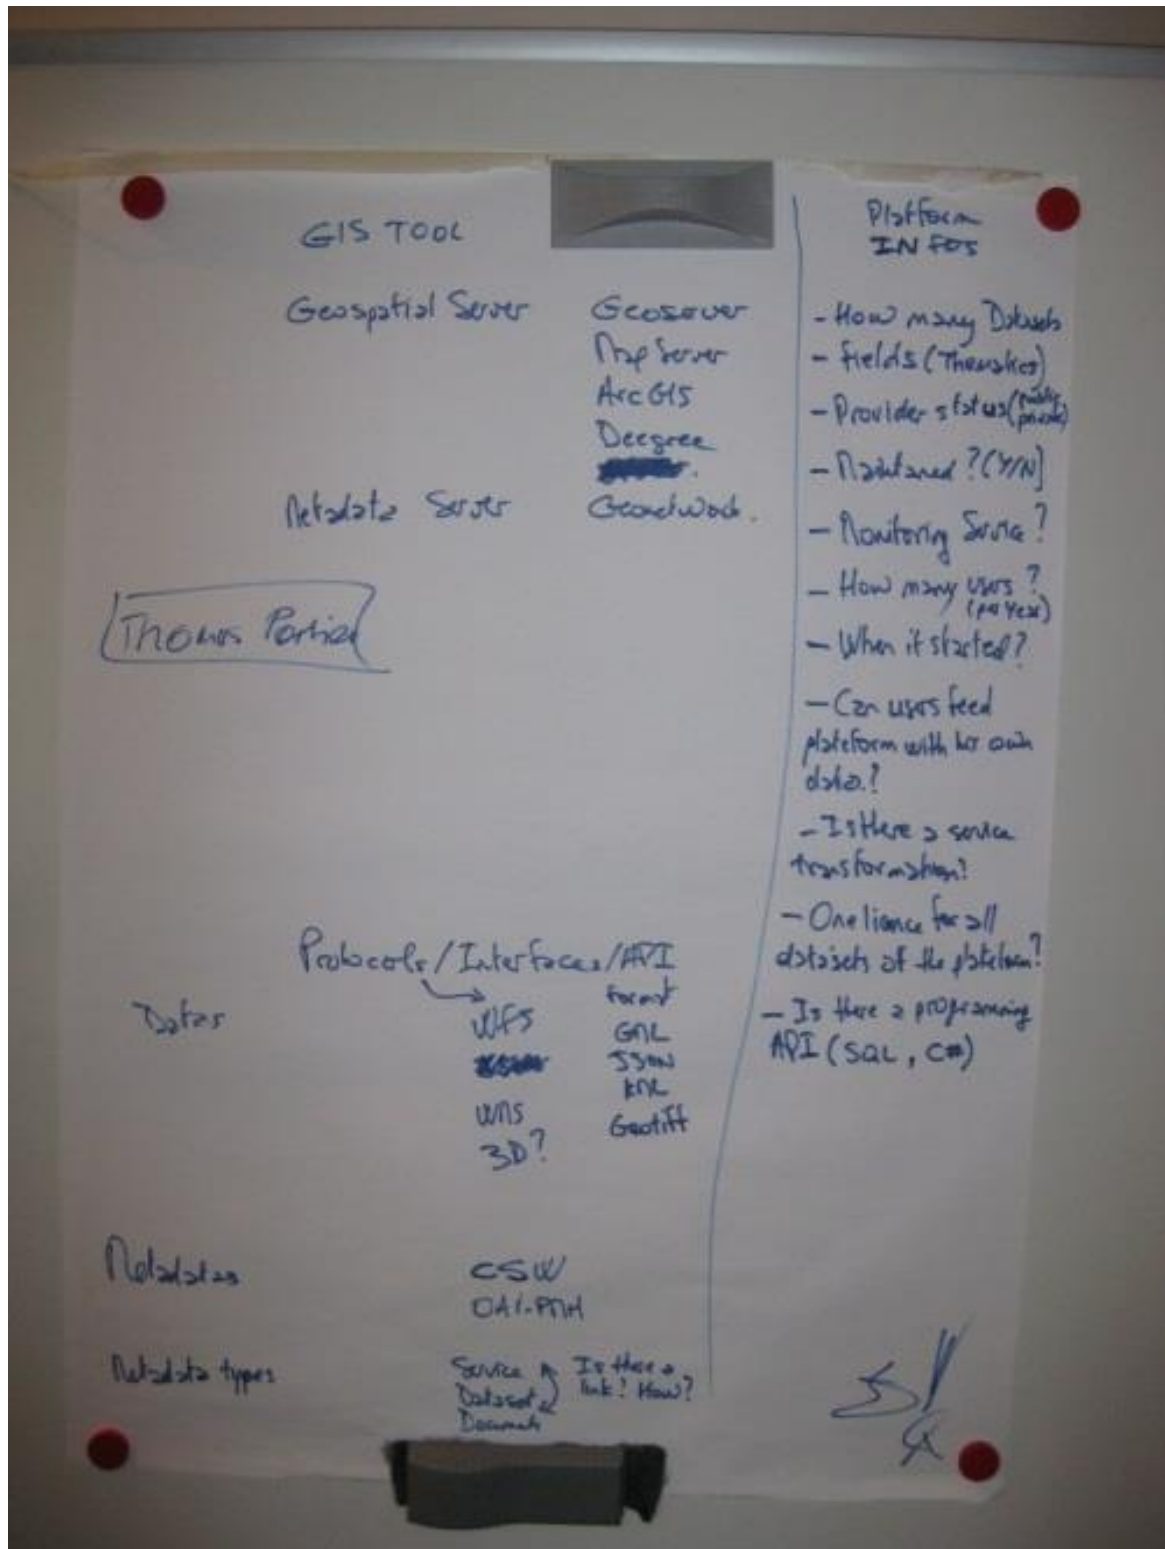 GIS TOOL
Geospatial Server Geoserver
Map Server
ArcGIS
Deegree
Metadata Server Geonetwork.
Thomas
Protocols/Interfaces/API
format
Datas
WFS GML
JSON
KML
WMS Geotiff
3D?
Metadatas CSW
OAI-PMH
Metadata types Service Is there a
Dataset link? How?
Documents
Platform
INFOS
- How many Datasets
- fields (Thematics)
- Provider status (public
private)
- Maintained? (Y/N)
- Monitoring Service?
- How many users?
(per year)
- When it started?
- Can users feed
plateform with her own
data?
- Is there a service
transformation?
- One licence for all
datasets of the plateform?
- Is there a programming
API (SQL, C#)